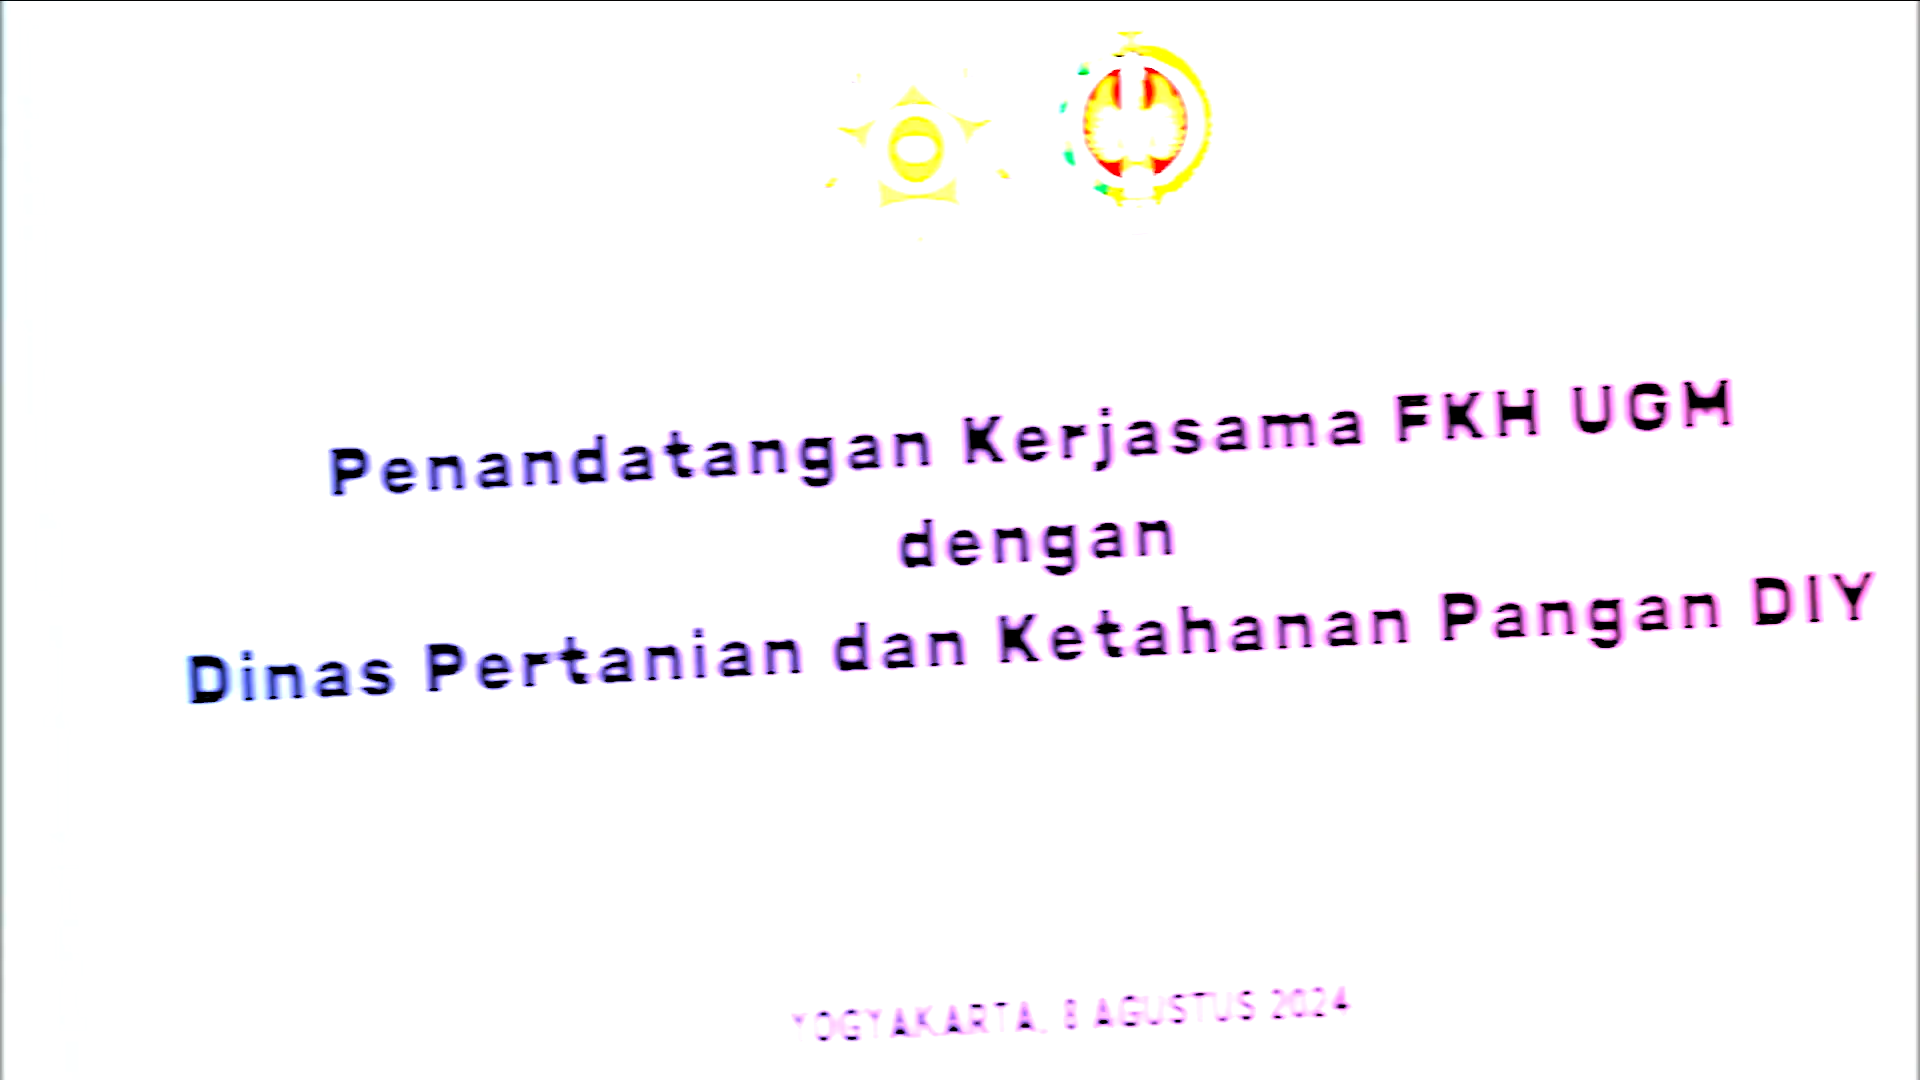 Penandatangan Kerjasama FKH UGM
dengan
Dinas Pertanian dan Ketahanan Pangan DIY
YOGYAKARTA, 8 AGUSTUS 2024